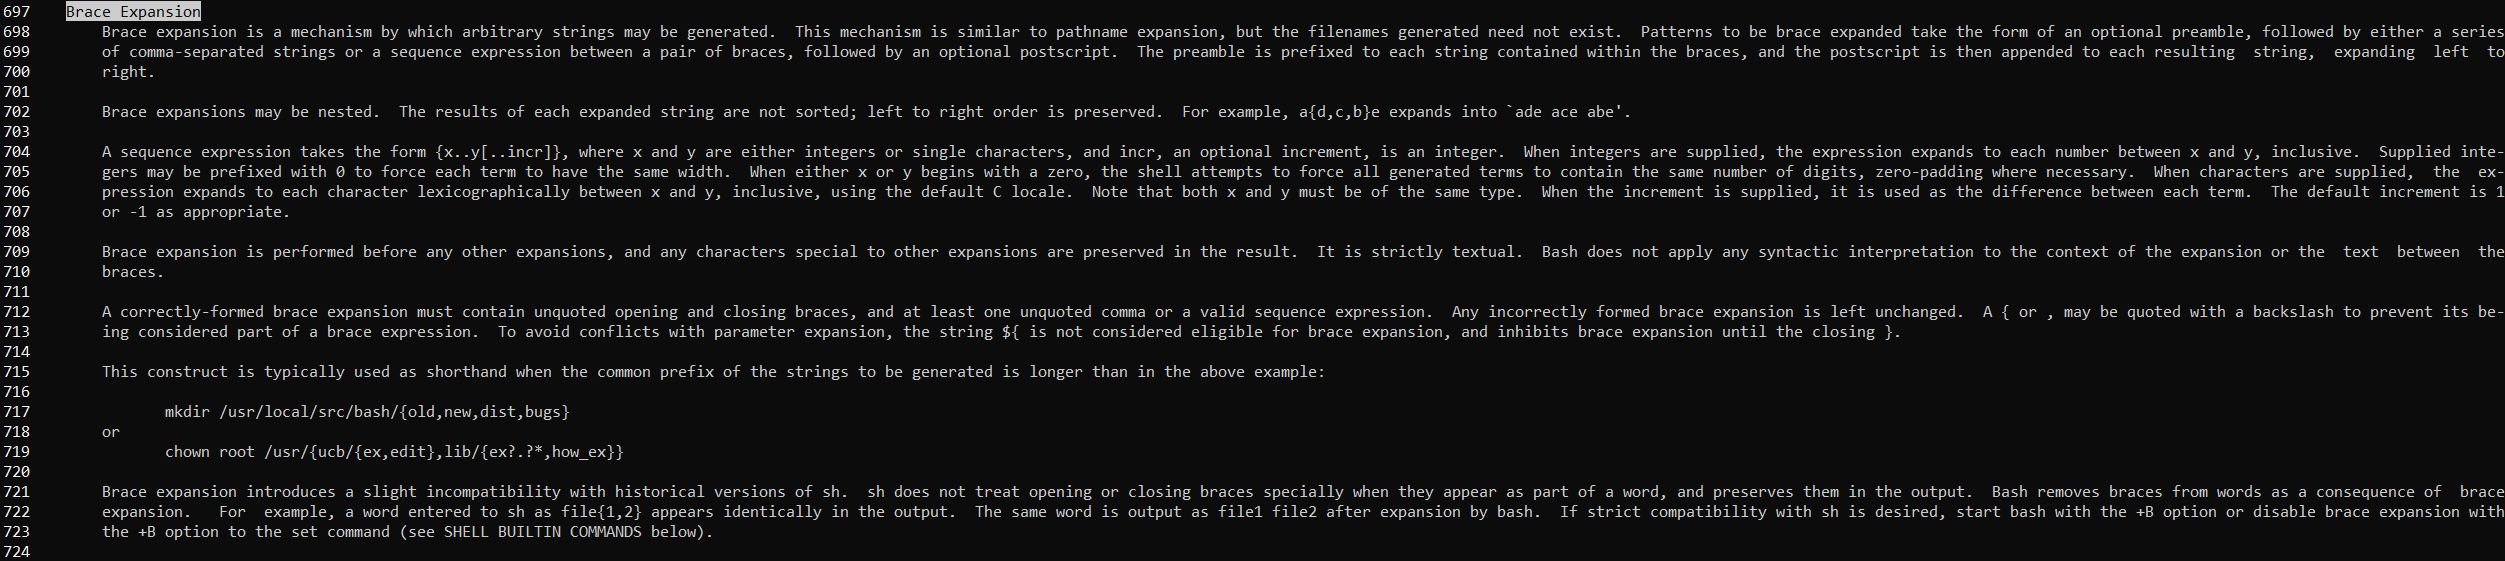 697 Brace Expansion
698 Brace expansion is a mechanism by which arbitrary strings may be generated.  This mechanism is similar to pathname expansion, but the filenames generated need not exist.  Patterns to be brace expanded take the form of an optional preamble, followed by either a series
699 of comma-separated strings or a sequence expression between a pair of braces, followed by an optional postscript.  The preamble is prefixed to each string contained within the braces, and the postscript is then appended to each resulting  string,  expanding  left  to
700 right.
701
702 Brace expansions may be nested.  The results of each expanded string are not sorted; left to right order is preserved.  For example, a{d,c,b}e expands into `ade ace abe'.
703
704 A sequence expression takes the form {x..y[..incr]}, where x and y are either integers or single characters, and incr, an optional increment, is an integer.  When integers are supplied, the expression expands to each number between x and y, inclusive.  Supplied inte-
705 gers may be prefixed with 0 to force each term to have the same width.  When either x or y begins with a zero, the shell attempts to force all generated terms to contain the same number of digits, zero-padding where necessary.  When characters are supplied,  the  ex-
706 pression expands to each character lexicographically between x and y, inclusive, using the default C locale.  Note that both x and y must be of the same type.  When the increment is supplied, it is used as the difference between each term.  The default increment is 1
707 or -1 as appropriate.
708
709 Brace expansion is performed before any other expansions, and any characters special to other expansions are preserved in the result.  It is strictly textual.  Bash does not apply any syntactic interpretation to the context of the expansion or the  text  between  the
710 braces.
711
712 A correctly-formed brace expansion must contain unquoted opening and closing braces, and at least one unquoted comma or a valid sequence expression.  Any incorrectly formed brace expansion is left unchanged.  A { or , may be quoted with a backslash to prevent its be-
713 ing considered part of a brace expression.  To avoid conflicts with parameter expansion, the string ${ is not considered eligible for brace expansion, and inhibits brace expansion until the closing }.
714
715 This construct is typically used as shorthand when the common prefix of the strings to be generated is longer than in the above example:
716
717 mkdir /usr/local/src/bash/{old,new,dist,bugs}
718 or
719 chown root /usr/{ucb/{ex,edit},lib/{ex?.?*,how_ex}}
720
721 Brace expansion introduces a slight incompatibility with historical versions of sh.  sh does not treat opening or closing braces specially when they appear as part of a word, and preserves them in the output.  Bash removes braces from words as a consequence of  brace
722 expansion.   For  example, a word entered to sh as file{1,2} appears identically in the output.  The same word is output as file1 file2 after expansion by bash.  If strict compatibility with sh is desired, start bash with the +B option or disable brace expansion with
723 the +B option to the set command (see SHELL BUILTIN COMMANDS below).
724